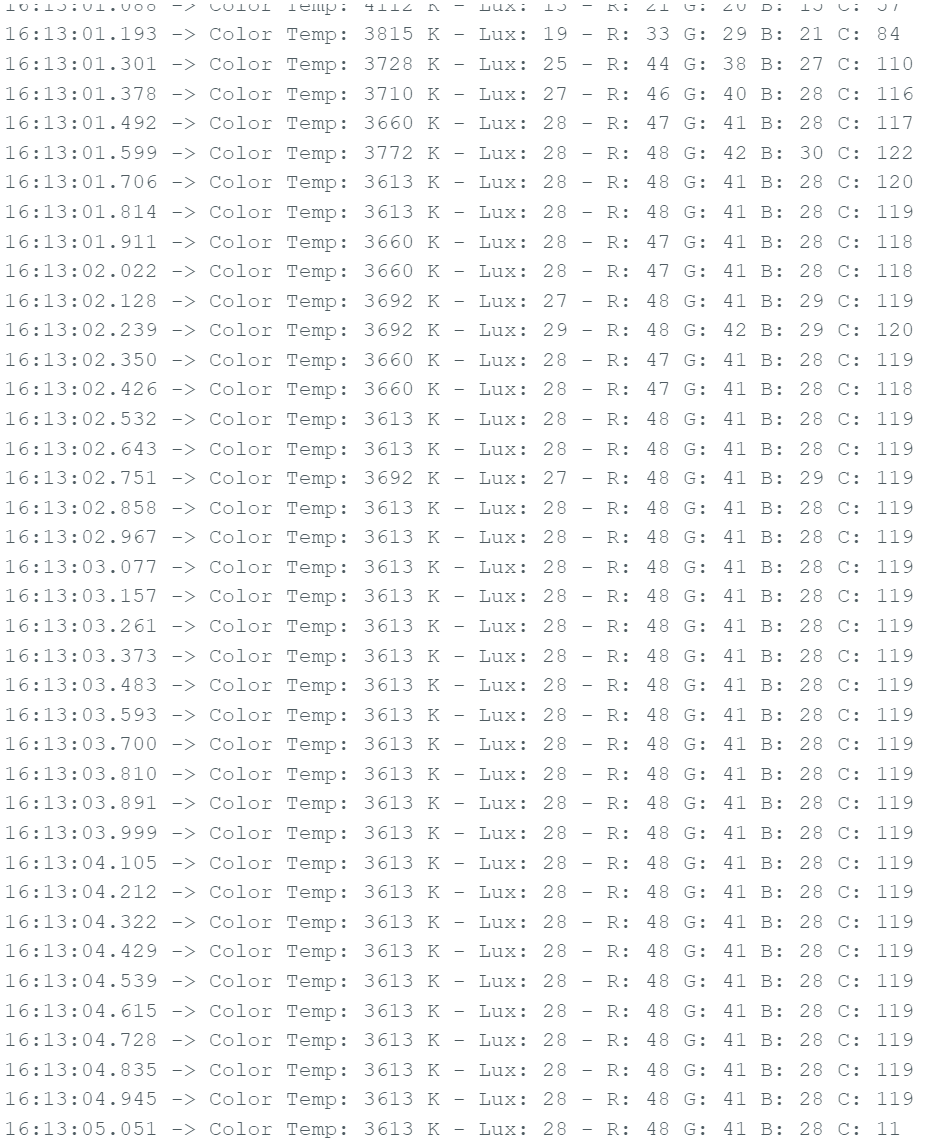 16:13:01.088 -> Color Temp: 4112 K - Lux: 13 - R: 21 G: 20 B: 15 C: 57
16:13:01.193 -> Color Temp: 3815 K - Lux: 19 - R: 33 G: 29 B: 21 C: 84
16:13:01.301 -> Color Temp: 3728 K - Lux: 25 - R: 44 G: 38 B: 27 C: 110
16:13:01.378 -> Color Temp: 3710 K - Lux: 27 - R: 46 G: 40 B: 28 C: 116
16:13:01.492 -> Color Temp: 3660 K - Lux: 28 - R: 47 G: 41 B: 28 C: 117
16:13:01.599 -> Color Temp: 3772 K - Lux: 28 - R: 48 G: 42 B: 30 C: 122
16:13:01.706 -> Color Temp: 3613 K - Lux: 28 - R: 48 G: 41 B: 28 C: 120
16:13:01.814 -> Color Temp: 3613 K - Lux: 28 - R: 48 G: 41 B: 28 C: 119
16:13:01.911 -> Color Temp: 3660 K - Lux: 28 - R: 47 G: 41 B: 28 C: 118
16:13:02.022 -> Color Temp: 3660 K - Lux: 28 - R: 47 G: 41 B: 28 C: 118
16:13:02.128 -> Color Temp: 3692 K - Lux: 27 - R: 48 G: 41 B: 29 C: 119
16:13:02.239 -> Color Temp: 3692 K - Lux: 29 - R: 48 G: 42 B: 29 C: 120
16:13:02.350 -> Color Temp: 3660 K - Lux: 28 - R: 47 G: 41 B: 28 C: 119
16:13:02.426 -> Color Temp: 3660 K - Lux: 28 - R: 47 G: 41 B: 28 C: 118
16:13:02.532 -> Color Temp: 3613 K - Lux: 28 - R: 48 G: 41 B: 28 C: 119
16:13:02.643 -> Color Temp: 3613 K - Lux: 28 - R: 48 G: 41 B: 28 C: 119
16:13:02.751 -> Color Temp: 3692 K - Lux: 27 - R: 48 G: 41 B: 29 C: 119
16:13:02.858 -> Color Temp: 3613 K - Lux: 28 - R: 48 G: 41 B: 28 C: 119
16:13:02.967 -> Color Temp: 3613 K - Lux: 28 - R: 48 G: 41 B: 28 C: 119
16:13:03.077 -> Color Temp: 3613 K - Lux: 28 - R: 48 G: 41 B: 28 C: 119
16:13:03.157 -> Color Temp: 3613 K - Lux: 28 - R: 48 G: 41 B: 28 C: 119
16:13:03.261 -> Color Temp: 3613 K - Lux: 28 - R: 48 G: 41 B: 28 C: 119
16:13:03.373 -> Color Temp: 3613 K - Lux: 28 - R: 48 G: 41 B: 28 C: 119
16:13:03.483 -> Color Temp: 3613 K - Lux: 28 - R: 48 G: 41 B: 28 C: 119
16:13:03.593 -> Color Temp: 3613 K - Lux: 28 - R: 48 G: 41 B: 28 C: 119
16:13:03.700 -> Color Temp: 3613 K - Lux: 28 - R: 48 G: 41 B: 28 C: 119
16:13:03.810 -> Color Temp: 3613 K - Lux: 28 - R: 48 G: 41 B: 28 C: 119
16:13:03.891 -> Color Temp: 3613 K - Lux: 28 - R: 48 G: 41 B: 28 C: 119
16:13:03.999 -> Color Temp: 3613 K - Lux: 28 - R: 48 G: 41 B: 28 C: 119
16:13:04.105 -> Color Temp: 3613 K - Lux: 28 - R: 48 G: 41 B: 28 C: 119
16:13:04.212 -> Color Temp: 3613 K - Lux: 28 - R: 48 G: 41 B: 28 C: 119
16:13:04.322 -> Color Temp: 3613 K - Lux: 28 - R: 48 G: 41 B: 28 C: 119
16:13:04.429 -> Color Temp: 3613 K - Lux: 28 - R: 48 G: 41 B: 28 C: 119
16:13:04.539 -> Color Temp: 3613 K - Lux: 28 - R: 48 G: 41 B: 28 C: 119
16:13:04.615 -> Color Temp: 3613 K - Lux: 28 - R: 48 G: 41 B: 28 C: 119
16:13:04.728 -> Color Temp: 3613 K - Lux: 28 - R: 48 G: 41 B: 28 C: 119
16:13:04.835 -> Color Temp: 3613 K - Lux: 28 - R: 48 G: 41 B: 28 C: 119
16:13:04.945 -> Color Temp: 3613 K - Lux: 28 - R: 48 G: 41 B: 28 C: 119
16:13:05.051 -> Color Temp: 3613 K - Lux: 28 - R: 48 G: 41 B: 28 C: 11